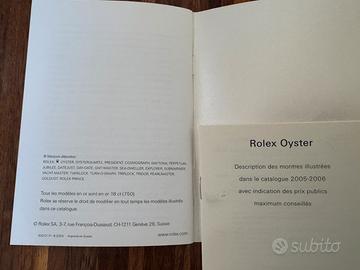 ® Marques déposées
ROLEX, OYSTER, OYSTERQUARTZ, PRESIDENT, COSMOGRAPH, DAYTONA, PERPETUAL,
JUBILEE, DATEJUST, DAY-DATE, GMT-MASTER, SEA-DWELLER, EXPLORER, SUBMARINER,
YACHT-MASTER, TWINLOCK, TURN-O-GRAPH, TRIPLOCK, TRIDOR, PEARLMASTER,
GOLDUST, ROLEX PRINCE
Tous les modèles en or sont en or 18 ct (750)
Rolex se réserve le droit de modifier en tout temps les modèles illustrés
dans ce catalogue.
© Rolex SA, 3-7, rue François-Dussaud, CH-1211 Genève 26, Suisse
www.rolex.com
Rolex Oyster
Description des montres illustrées
dans le catalogue 2005-2006
avec indication des prix publics
maximum conseillés
subito